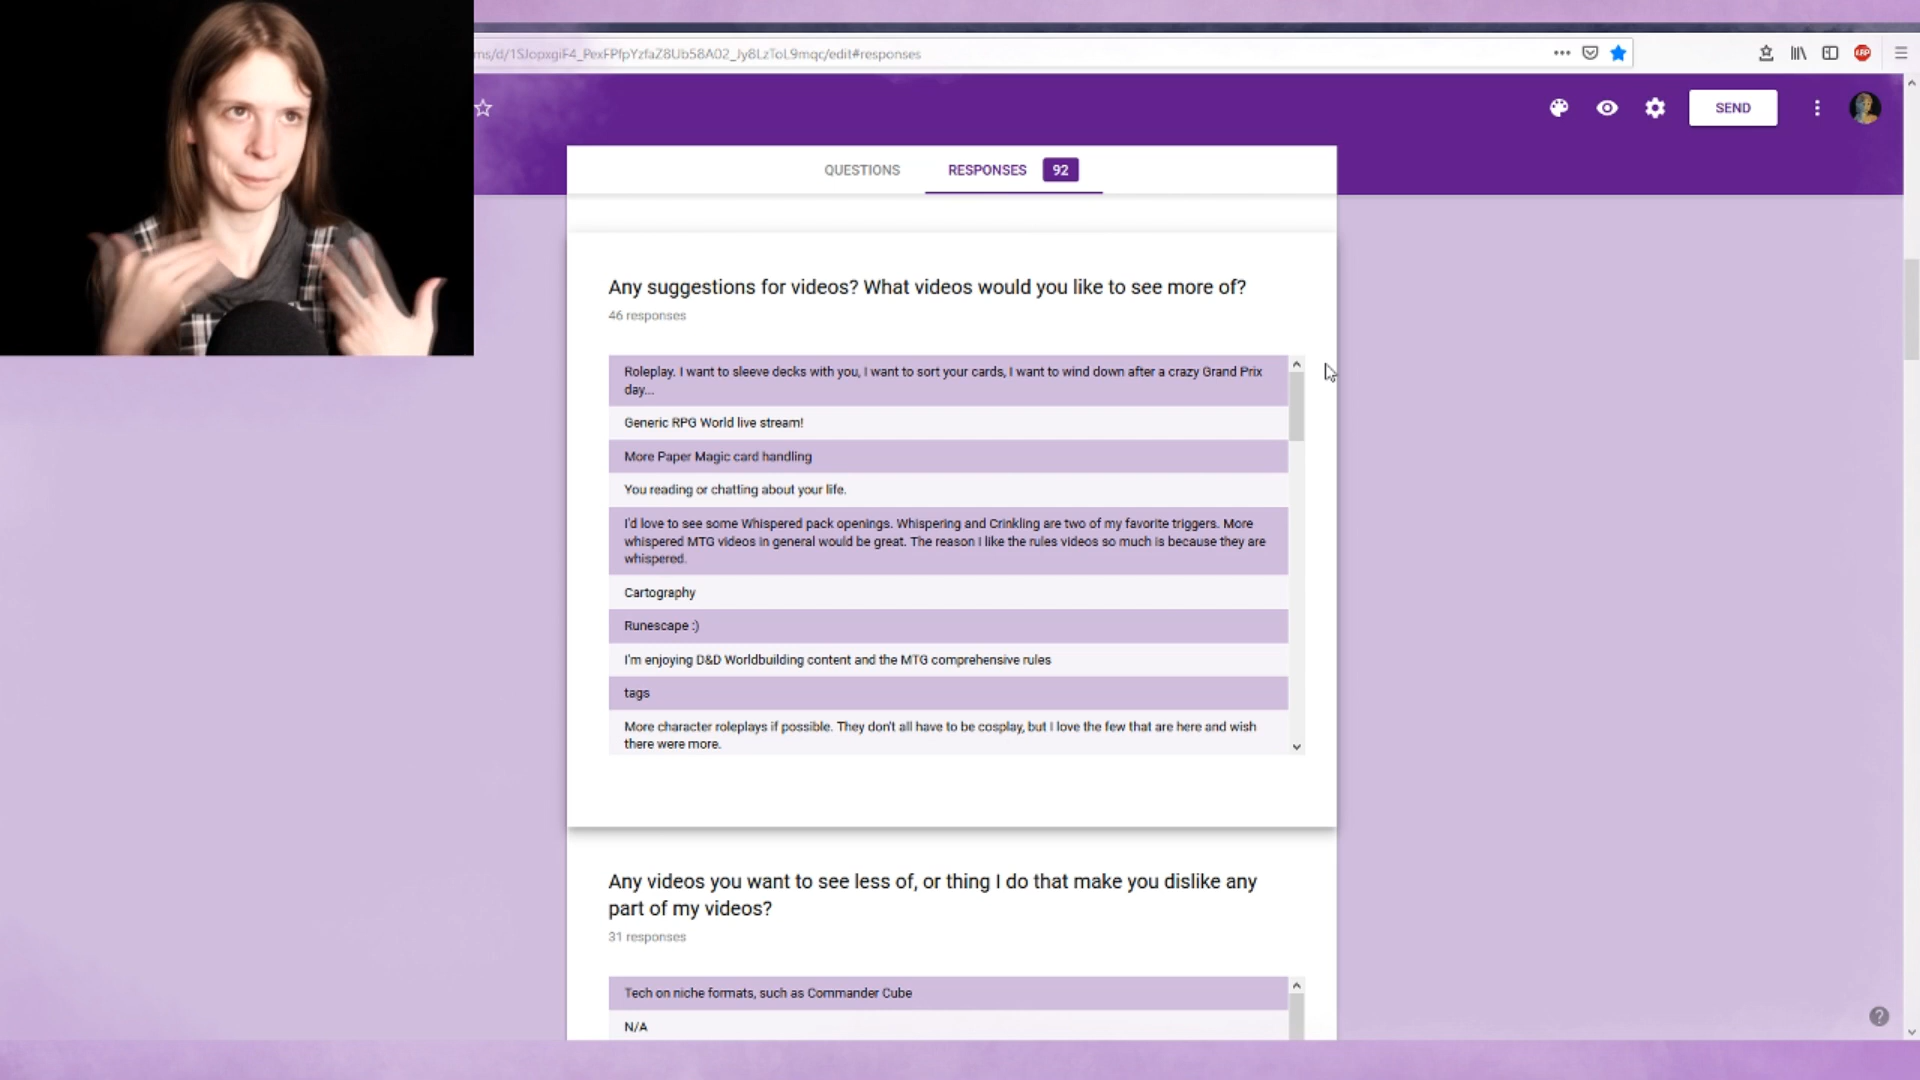 ms/d/1SJopxgiF4_PexFPfpYzfaZ8Ub58A02_Jy8LzToL9mqc/edit#responses
SEND
QUESTIONS RESPONSES 92
Any suggestions for videos? What videos would you like to see more of?
46 responses
Roleplay. I want to sleeve decks with you, I want to sort your cards, I want to wind down after a crazy Grand Prix
day...
Generic RPG World live stream!
More Paper Magic card handling
You reading or chatting about your life.
I'd love to see some Whispered pack openings. Whispering and Crinkling are two of my favorite triggers. More
whispered MTG videos in general would be great. The reason I like the rules videos so much is because they are
whispered.
Cartography
Runescape :)
I'm enjoying D&D Worldbuilding content and the MTG comprehensive rules
tags
More character roleplays if possible. They don't all have to be cosplay, but I love the few that are here and wish
there were more.
Any videos you want to see less of, or thing I do that make you dislike any
part of my videos?
31 responses
Tech on niche formats, such as Commander Cube
N/A